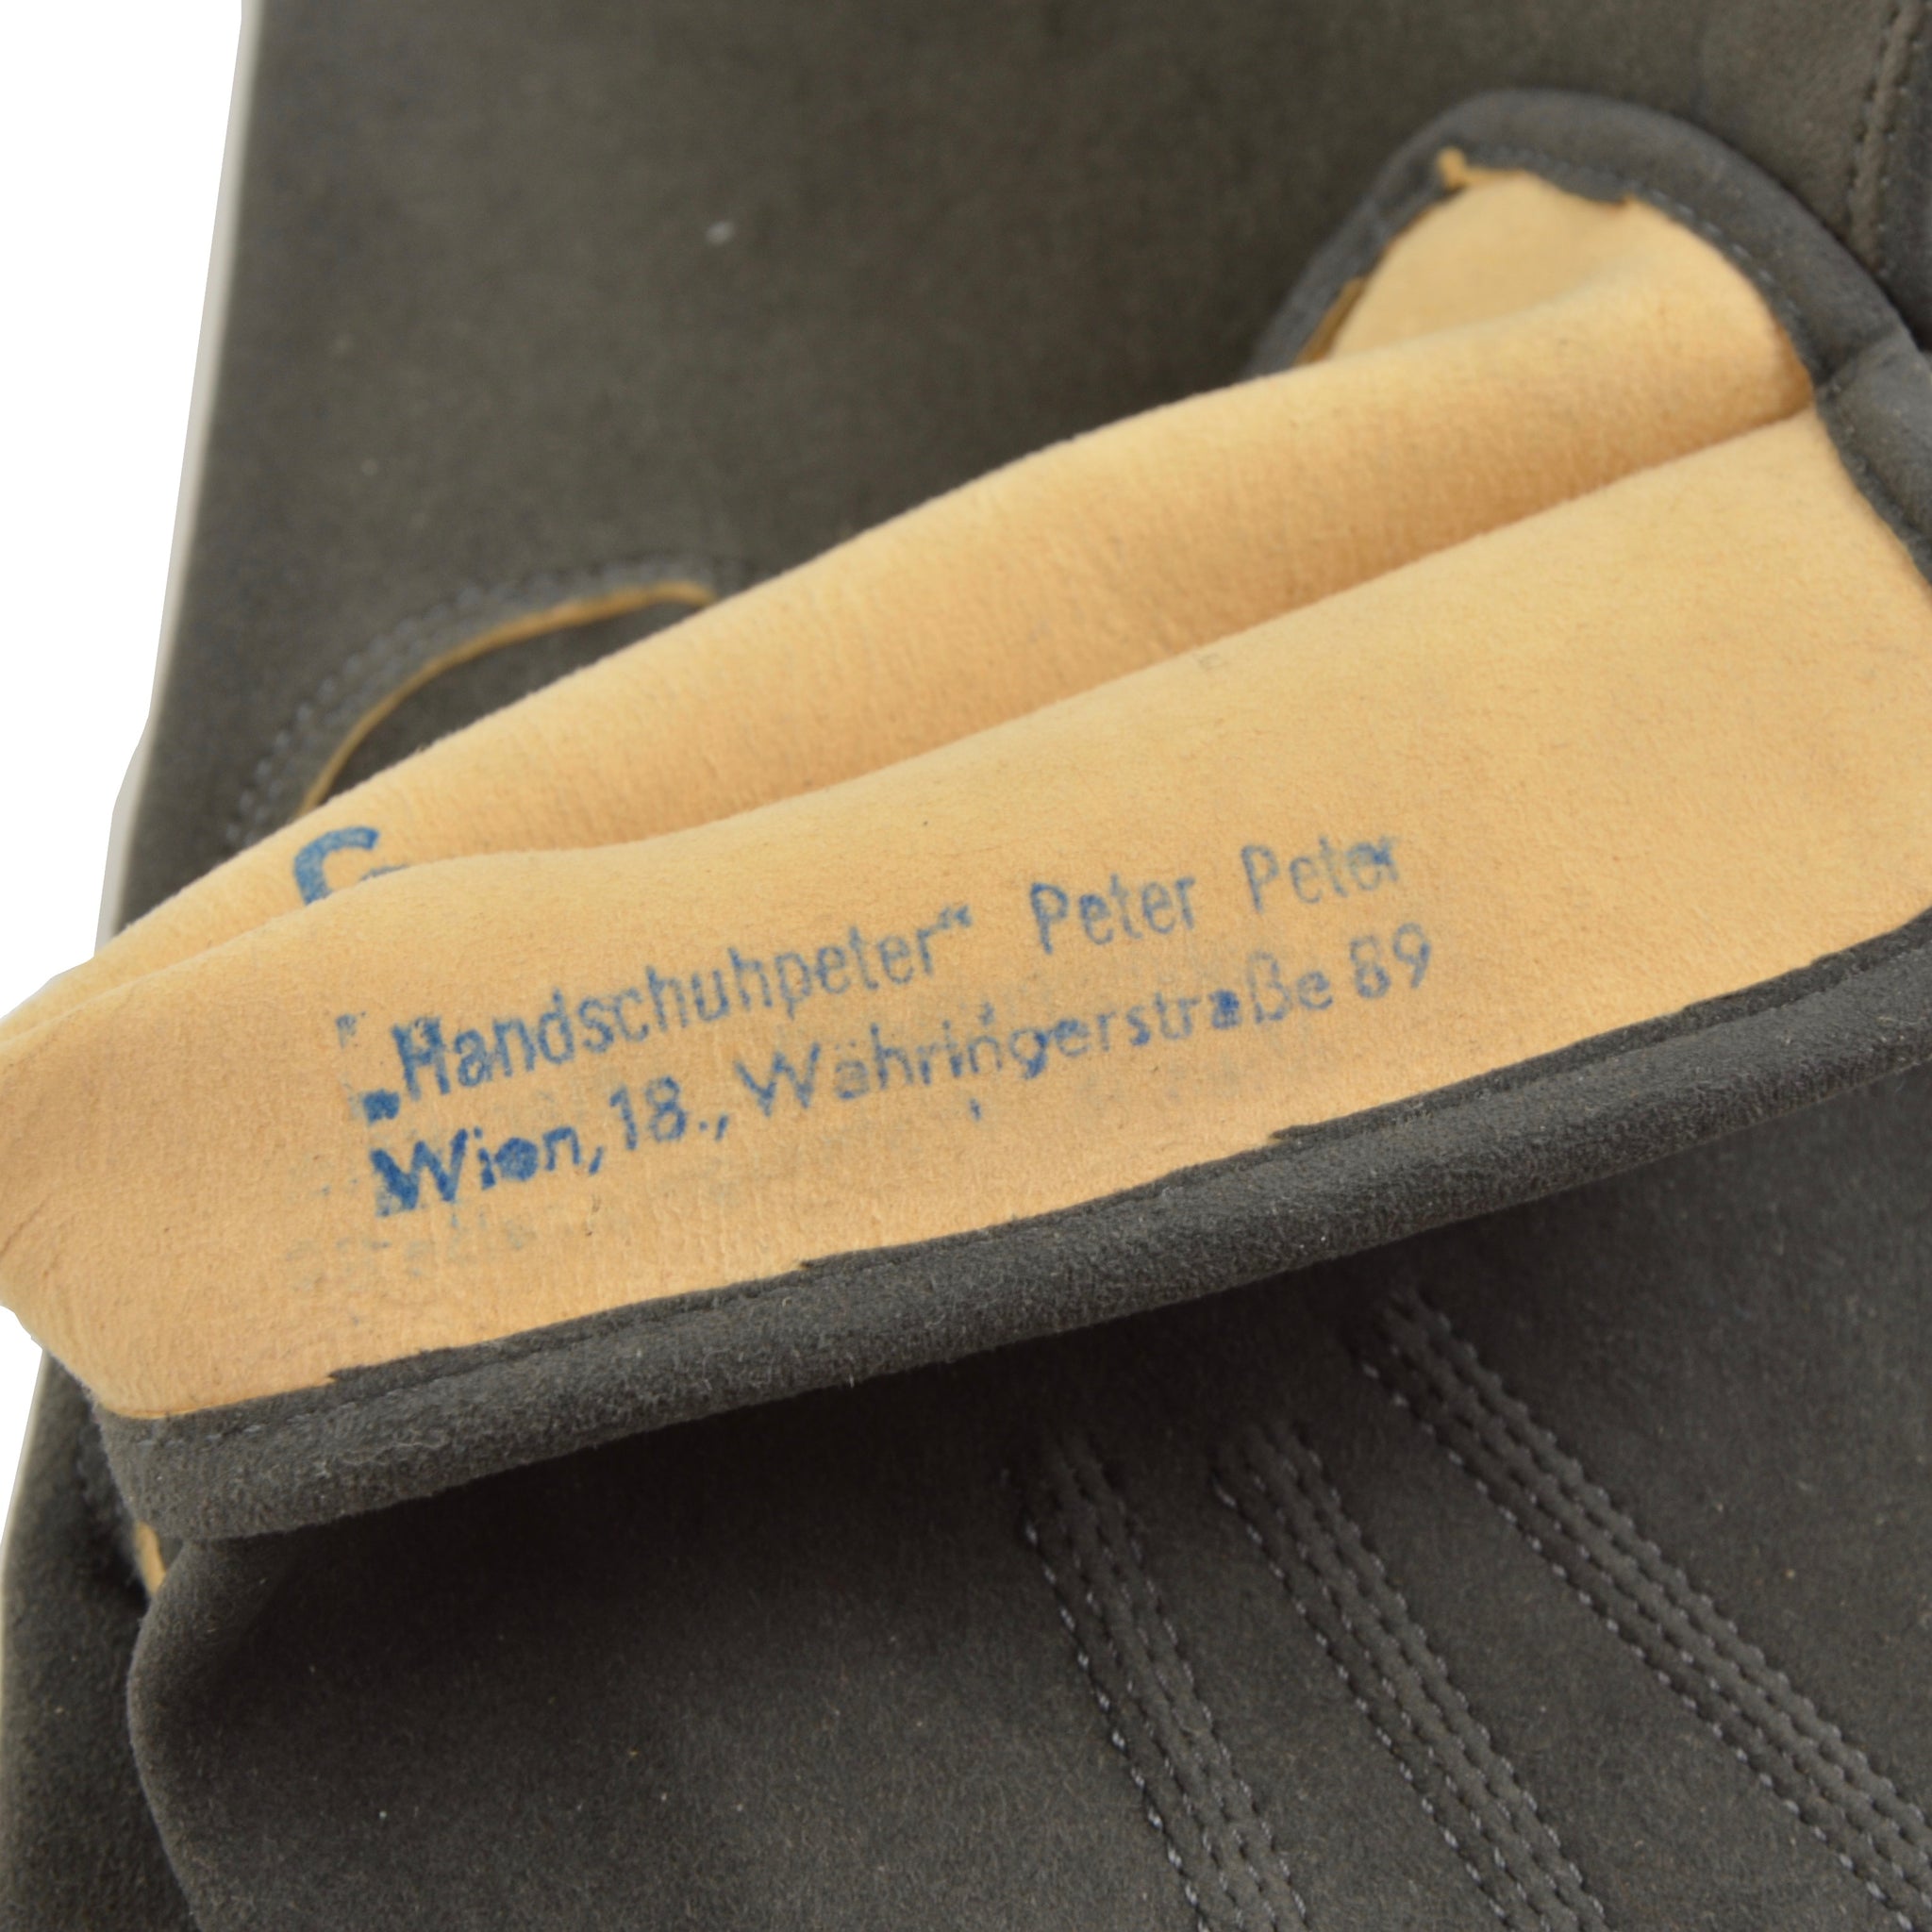 „Handschuhpeter“ Peter Peter
Wien, 18., Währingerstraße 89